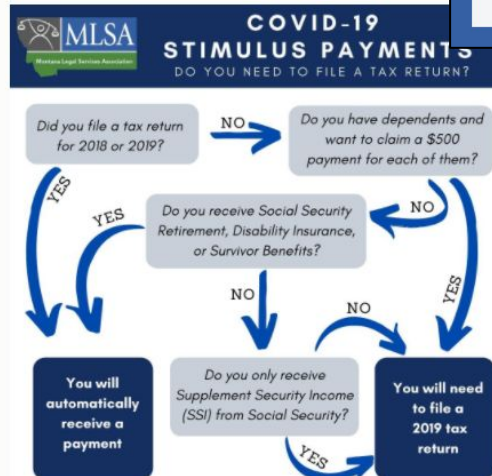 MLSA
Montana Legal Services Association
COVID-19
STIMULUS PAYMENTS
DO YOU NEED TO FILE A TAX RETURN?
Did you file a tax return
for 2018 or 2019?
NO
Do you have dependents and
want to claim a $500
payment for each of them?
YES
YES
Do you receive Social Security
Retirement, Disability Insurance,
or Survivor Benefits?
NO
YES
NO
NO
You will
automatically
receive a
payment
Do you only receive
Supplement Security Income
(SSI) from Social Security?
YES
You will need
to file a
2019 tax
return